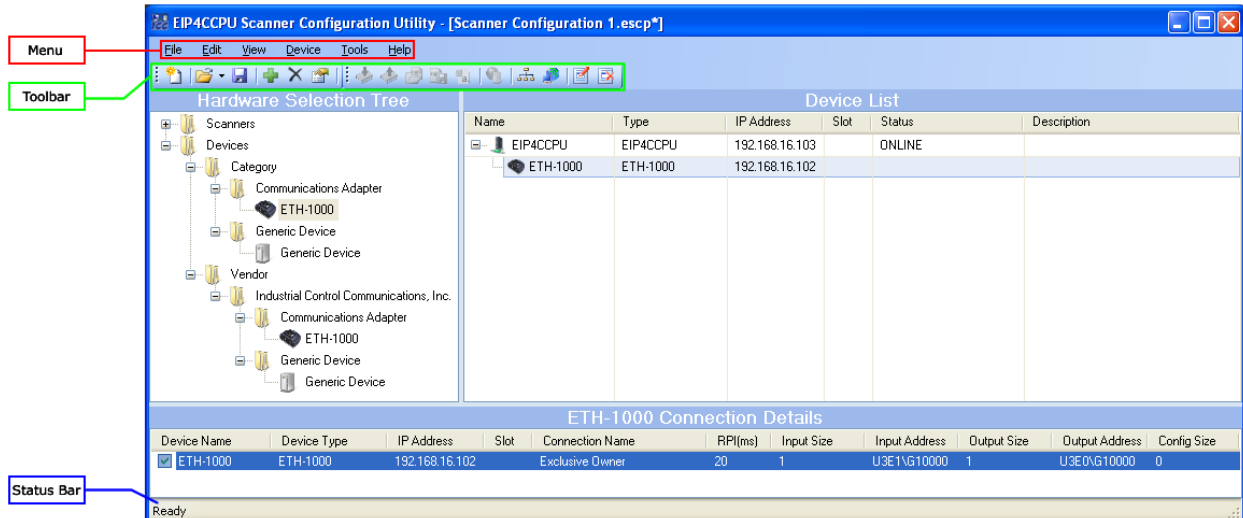 EIP4CCPU Scanner Configuration Utility - [Scanner Configuration 1.escp*]
Menu
File Edit View Device Tools Help
Toolbar
Hardware Selection Tree
Scanners
Devices
Category
Communications Adapter
ETH-1000
Generic Device
Generic Device
Vendor
Industrial Control Communications, Inc.
Communications Adapter
ETH-1000
Generic Device
Generic Device
Device List
Name Type IP Address Slot Status Description
EIP4CCPU EIP4CCPU 192.168.16.103 ONLINE
ETH-1000 ETH-1000 192.168.16.102
ETH-1000 Connection Details
Device Name Device Type IP Address Slot Connection Name RPI(ms) Input Size Input Address Output Size Output Address Config Size
ETH-1000 ETH-1000 192.168.16.102 Exclusive Owner 20 1 U3E1\G10000 1 U3E0\G10000 0
Status Bar
Ready